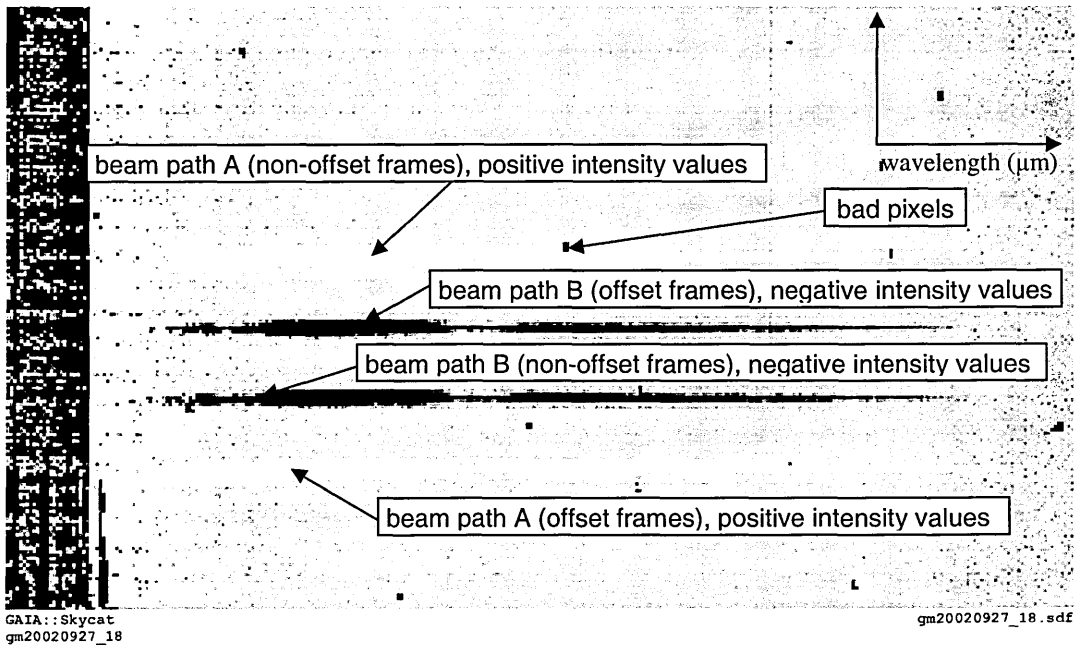 beam path A (non-offset frames), positive intensity values
wavelength (µm)
bad pixels
beam path B (offset frames), negative intensity values
beam path B (non-offset frames), negative intensity values
beam path A (offset frames), positive intensity values
GAIA::Skycat
gm20020927_18.sdf
gm20020927_18